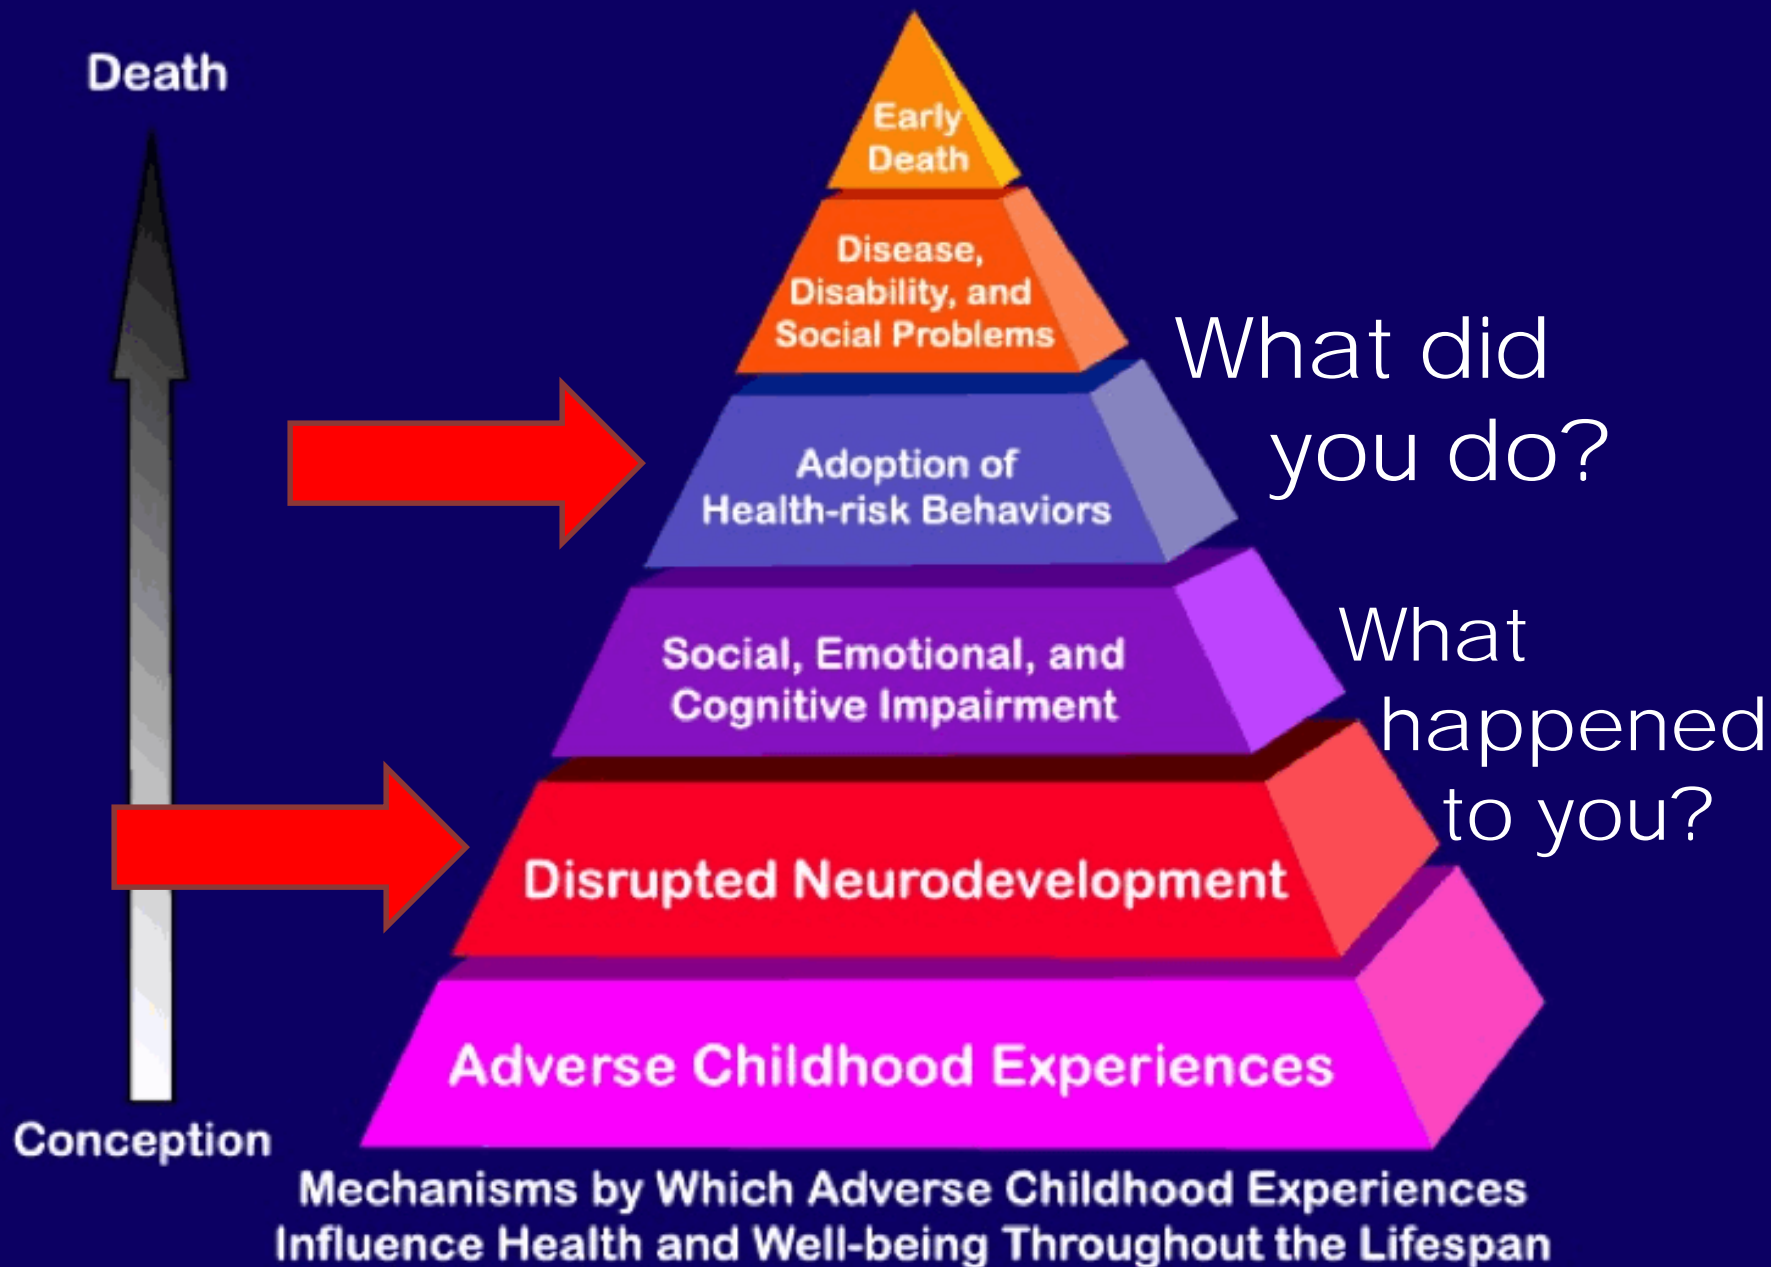 Death
Early
Death
Disease,
Disability, and
Social Problems
What did
you do?
Adoption of
Health-risk Behaviors
Social, Emotional, and
Cognitive Impairment
What
happened
to you?
Disrupted Neurodevelopment
Adverse Childhood Experiences
Conception
Mechanisms by Which Adverse Childhood Experiences
Influence Health and Well-being Throughout the Lifespan